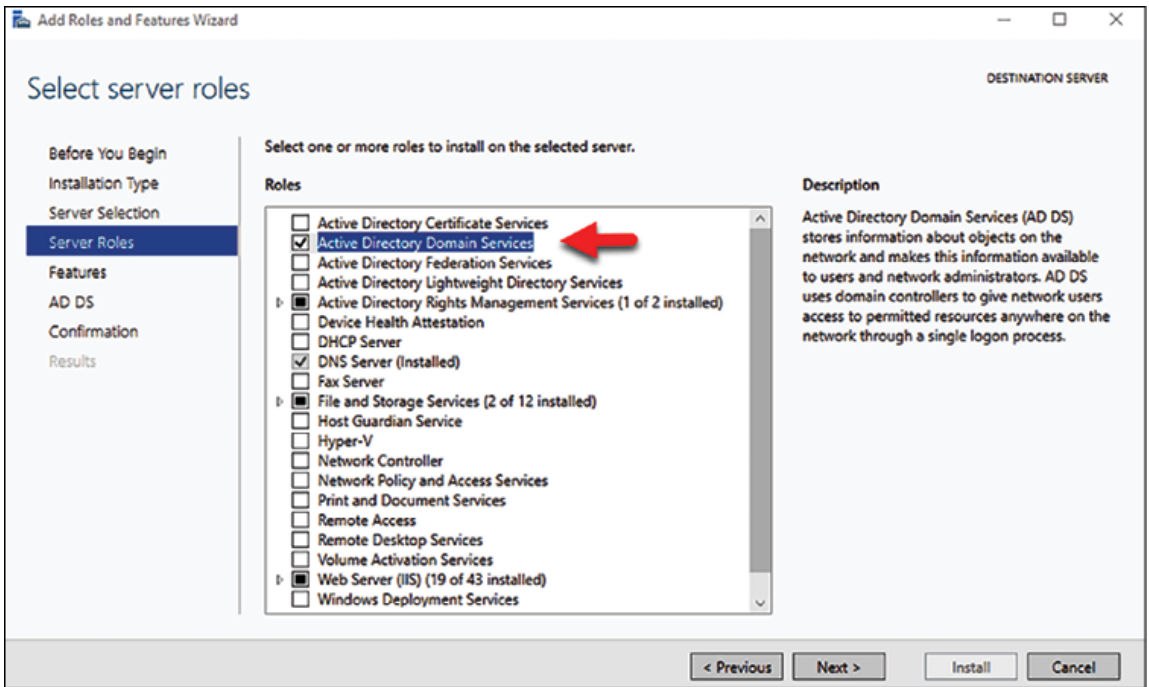 Add Roles and Features Wizard
Select server roles
DESTINATION SERVER
Before You Begin
Installation Type
Server Selection
Server Roles
Features
AD DS
Confirmation
Results
Select one or more roles to install on the selected server.
Roles
Active Directory Certificate Services
Active Directory Domain Services
Active Directory Federation Services
Active Directory Lightweight Directory Services
Active Directory Rights Management Services (1 of 2 installed)
Device Health Attestation
DHCP Server
DNS Server (Installed)
Fax Server
File and Storage Services (2 of 12 installed)
Host Guardian Service
Hyper-V
Network Controller
Network Policy and Access Services
Print and Document Services
Remote Access
Remote Desktop Services
Volume Activation Services
Web Server (IIS) (19 of 43 installed)
Windows Deployment Services
Description
Active Directory Domain Services (AD DS)
stores information about objects on the
network and makes this information available
to users and network administrators. AD DS
uses domain controllers to give network users
access to permitted resources anywhere on the
network through a single logon process.
< Previous
Next >
Install
Cancel